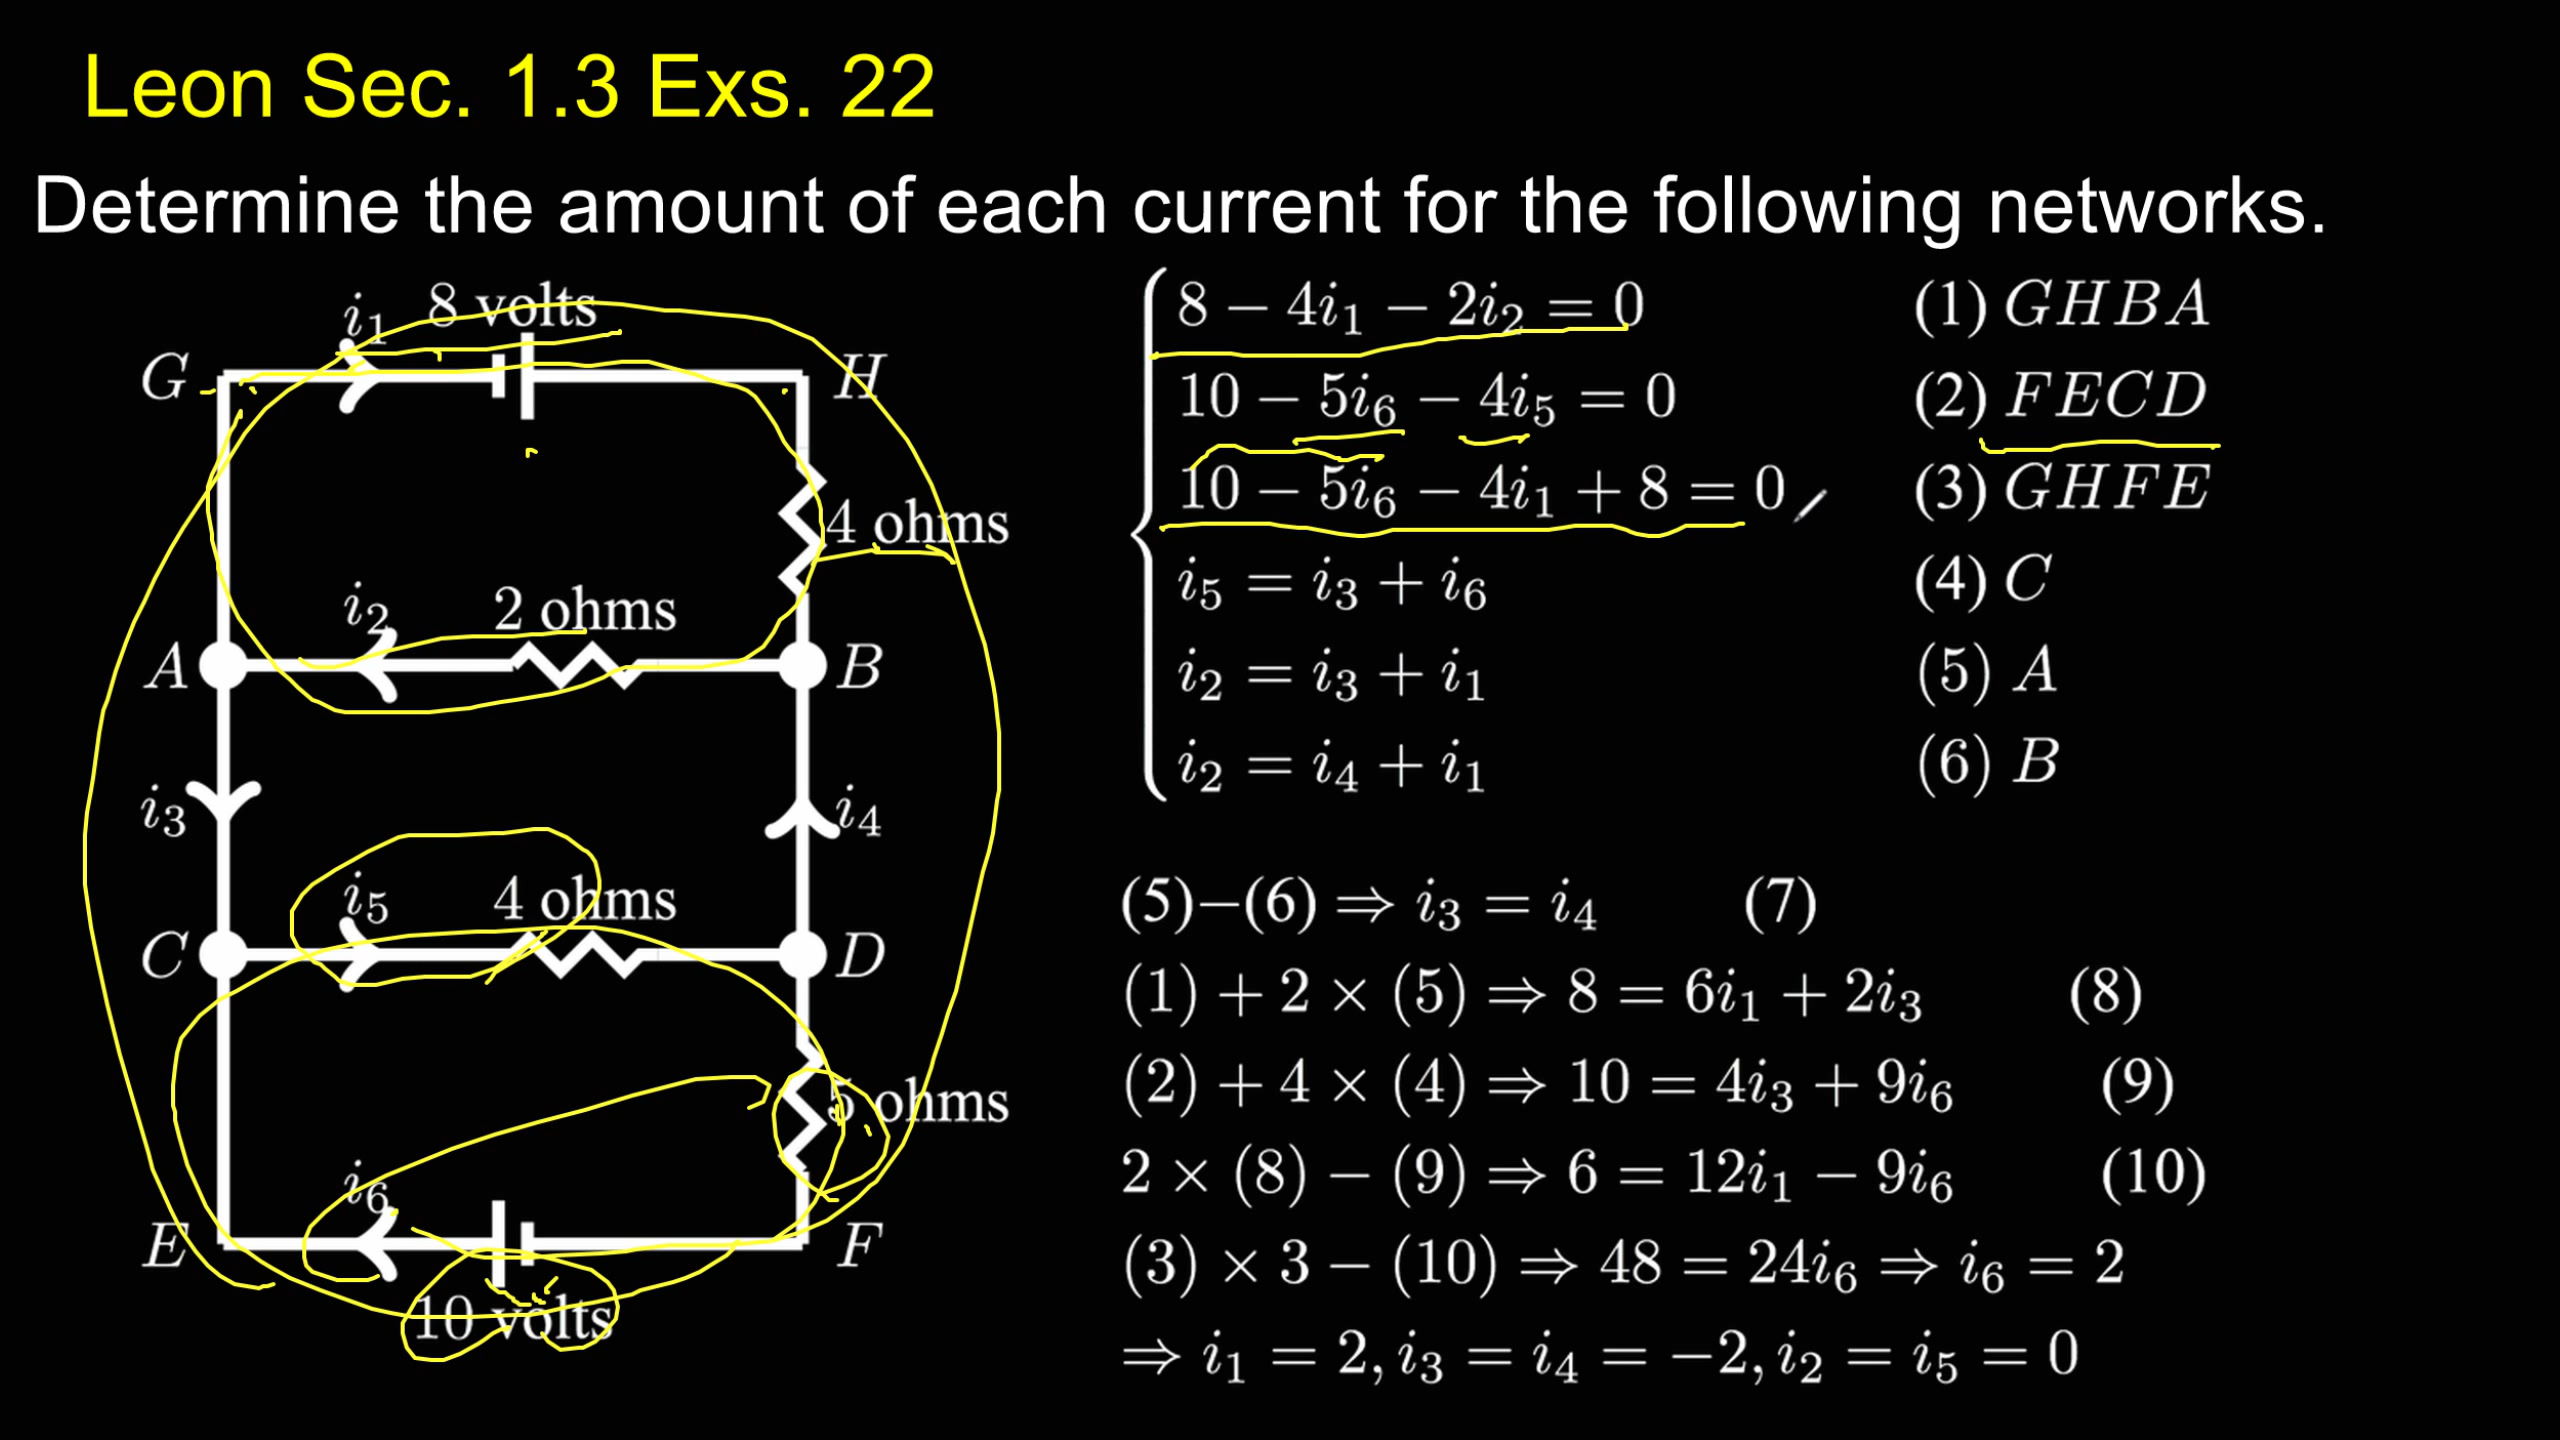 Leon Sec. 1.3 Exs. 22
Determine the amount of each current for the following networks.
i₁ 8 volts
G H
4 ohms
i₂ 2 ohms
A B
i₃ i₄
i₅ 4 ohms
C D
5 ohms
i₆
E F
10 volts
8 − 4i₁ − 2i₂ = 0 (1) GHBA
10 − 5i₆ − 4i₅ = 0 (2) FECD
10 − 5i₆ − 4i₁ + 8 = 0 (3) GHFE
i₅ = i₃ + i₆ (4) C
i₂ = i₃ + i₁ (5) A
i₂ = i₄ + i₁ (6) B
(5)−(6) ⇒ i₃ = i₄ (7)
(1) + 2 × (5) ⇒ 8 = 6i₁ + 2i₃ (8)
(2) + 4 × (4) ⇒ 10 = 4i₃ + 9i₆ (9)
2 × (8) − (9) ⇒ 6 = 12i₁ − 9i₆ (10)
(3) × 3 − (10) ⇒ 48 = 24i₆ ⇒ i₆ = 2
⇒ i₁ = 2, i₃ = i₄ = −2, i₂ = i₅ = 0